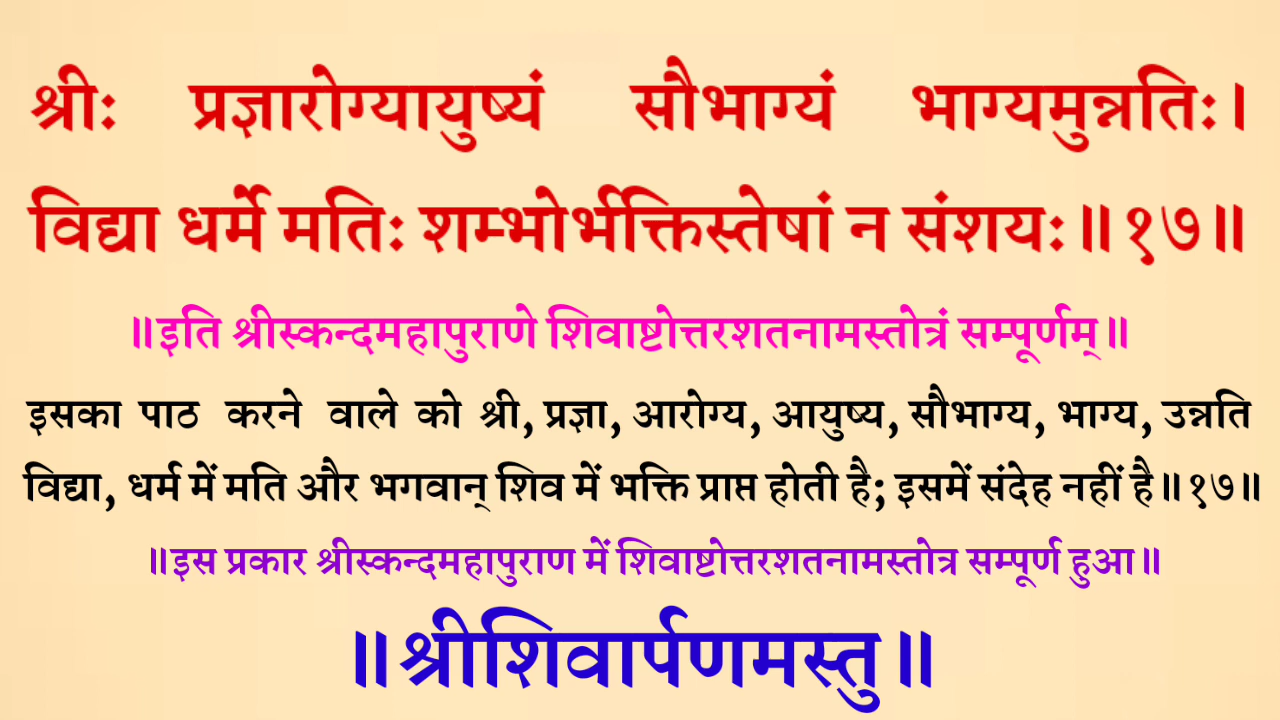 श्रीः प्रज्ञारोग्यायुष्यं सौभाग्यं भाग्यमुन्नतिः।
विद्या धर्मे मतिः शम्भोर्भक्तिस्तेषां न संशयः॥१७॥
॥इति श्रीस्कन्दमहापुराणे शिवाष्टोत्तरशतनामस्तोत्रं सम्पूर्णम्॥
इसका पाठ करने वाले को श्री, प्रज्ञा, आरोग्य, आयुष्य, सौभाग्य, भाग्य, उन्नति
विद्या, धर्म में मति और भगवान् शिव में भक्ति प्राप्त होती है; इसमें संदेह नहीं है॥१७॥
॥इस प्रकार श्रीस्कन्दमहापुराण में शिवाष्टोत्तरशतनामस्तोत्र सम्पूर्ण हुआ॥
॥श्रीशिवार्पणमस्तु॥